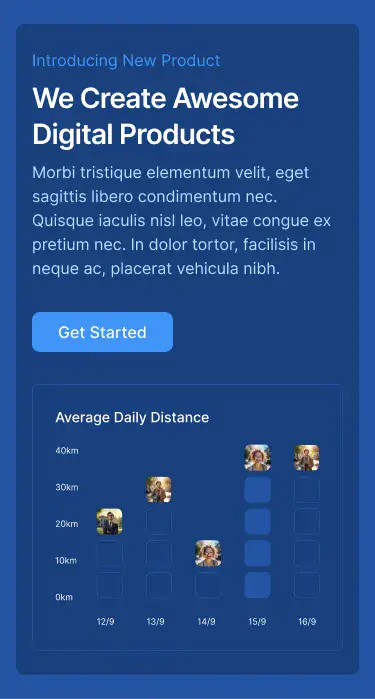 Introducing New Product
We Create Awesome
Digital Products
Morbi tristique elementum velit, eget
sagittis libero condimentum nec.
Quisque iaculis nisl leo, vitae congue ex
pretium nec. In dolor tortor, facilisis in
neque ac, placerat vehicula nibh.
Get Started
Average Daily Distance
40km
30km
20km
10km
0km
12/9 13/9 14/9 15/9 16/9